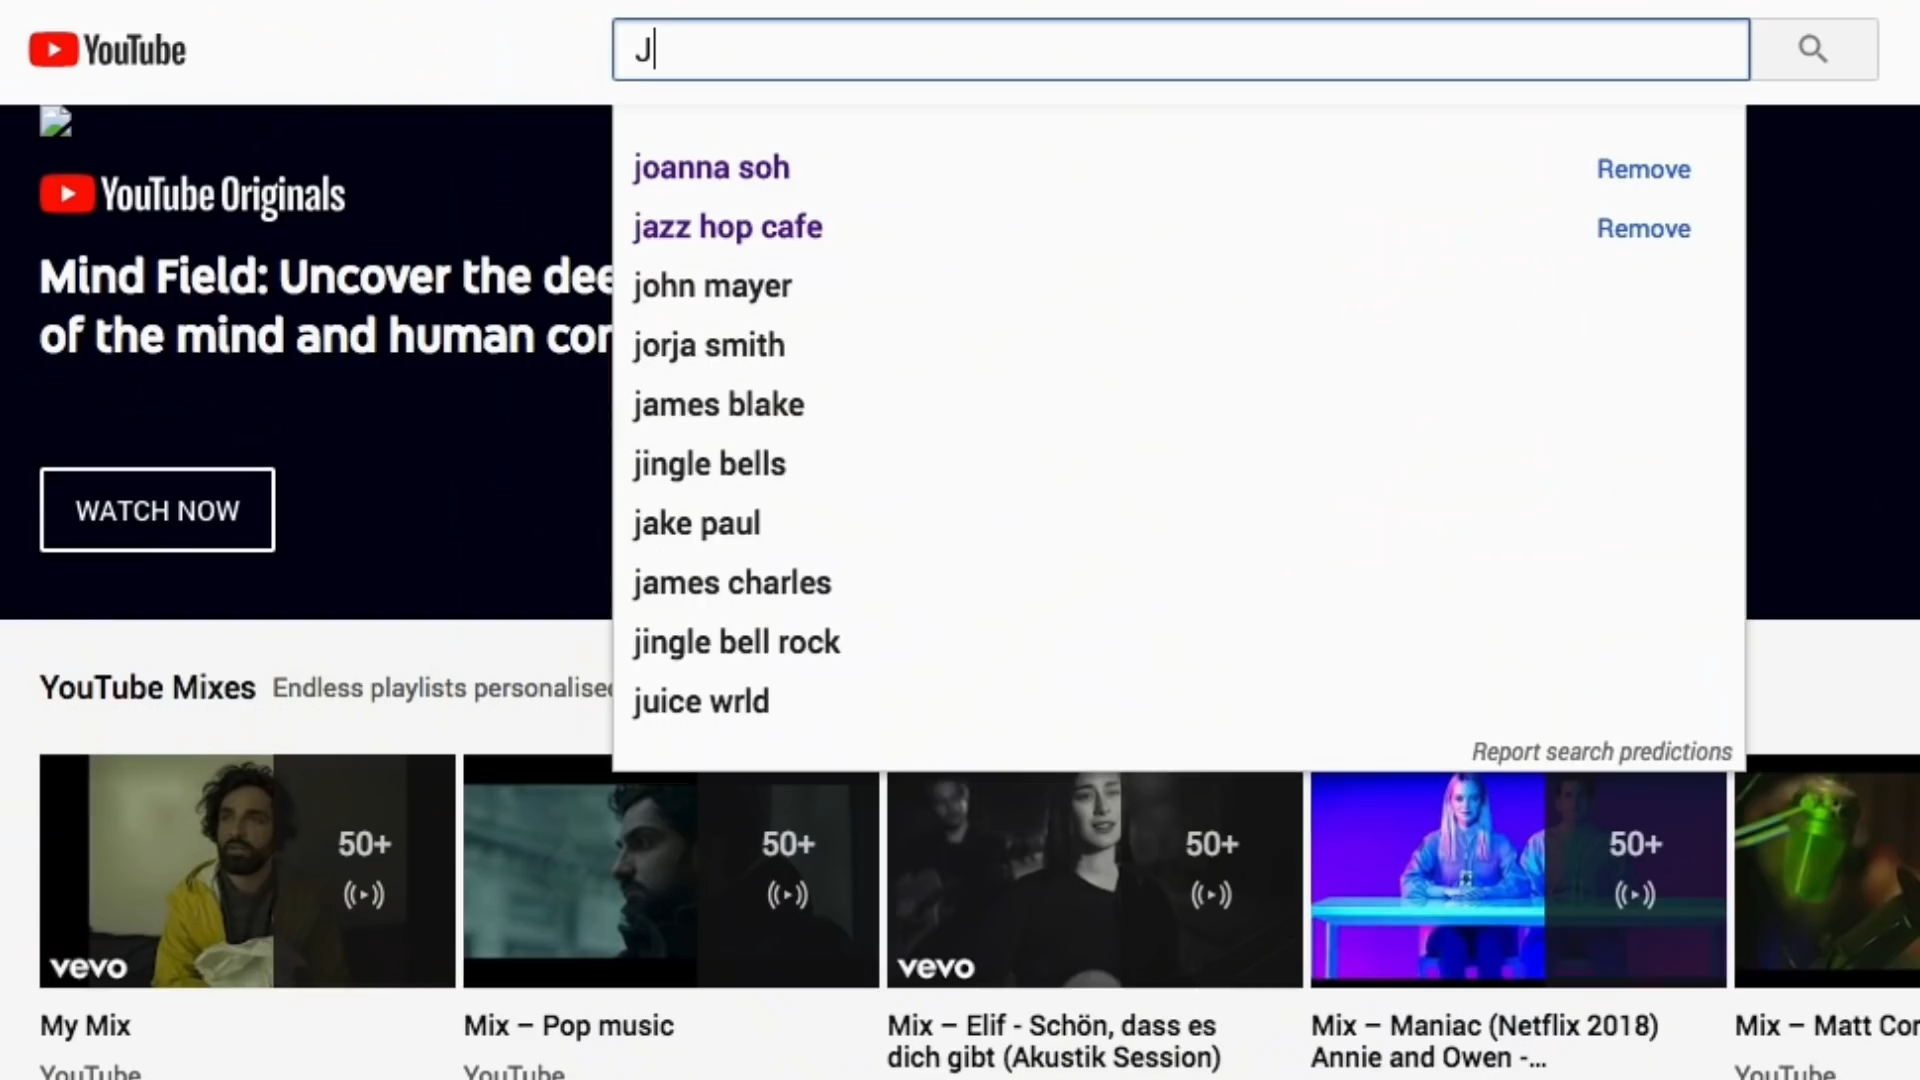 YouTube
J
joanna soh Remove
jazz hop cafe Remove
john mayer
jorja smith
james blake
jingle bells
jake paul
james charles
jingle bell rock
juice wrld
Report search predictions
YouTube Originals
Mind Field: Uncover the dee
of the mind and human cor
WATCH NOW
YouTube Mixes Endless playlists personalised
50+
vevo
My Mix
YouTube
50+
Mix – Pop music
YouTube
50+
vevo
Mix – Elif - Schön, dass es
dich gibt (Akustik Session)
50+
Mix – Maniac (Netflix 2018)
Annie and Owen -...
Mix – Matt Cor
YouTube